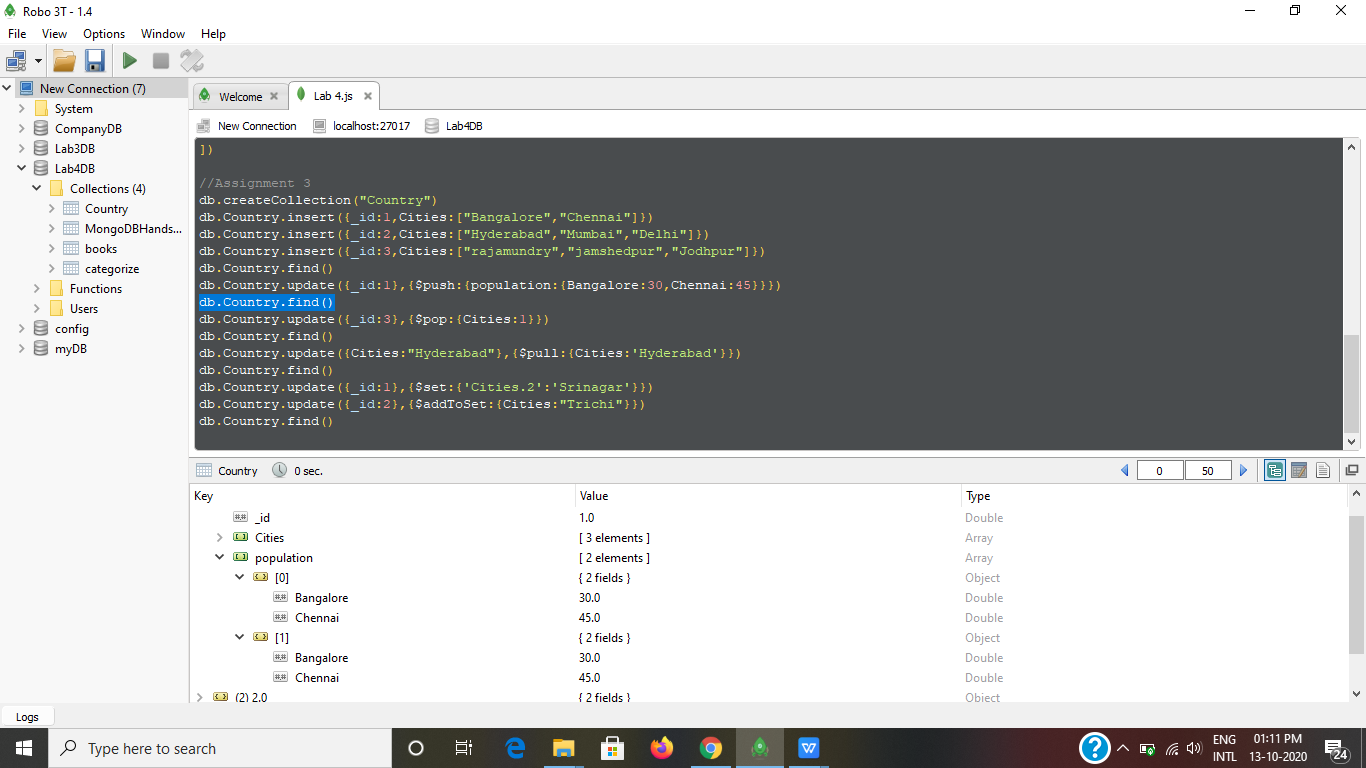 Robo 3T - 1.4
File View Options Window Help
New Connection (7)
System
CompanyDB
Lab3DB
Lab4DB
Collections (4)
Country
MongoDBHands...
books
categorize
Functions
Users
config
myDB
Welcome
Lab 4.js
New Connection localhost:27017 Lab4DB
])
//Assignment 3
db.createCollection("Country")
db.Country.insert({_id:1,Cities:["Bangalore","Chennai"]})
db.Country.insert({_id:2,Cities:["Hyderabad","Mumbai","Delhi"]})
db.Country.insert({_id:3,Cities:["rajamundry","jamshedpur","Jodhpur"]})
db.Country.find()
db.Country.update({_id:1},{$push:{population:{Bangalore:30,Chennai:45}}})
db.Country.find()
db.Country.update({_id:3},{$pop:{Cities:1}})
db.Country.find()
db.Country.update({Cities:"Hyderabad"},{$pull:{Cities:'Hyderabad'}})
db.Country.find()
db.Country.update({_id:1},{$set:{'Cities.2':'Srinagar'}})
db.Country.update({_id:2},{$addToSet:{Cities:"Trichi"}})
db.Country.find()
Country 0 sec. 0 50
Key Value Type
_id 1.0 Double
Cities [ 3 elements ] Array
population [ 2 elements ] Array
[0] { 2 fields } Object
Bangalore 30.0 Double
Chennai 45.0 Double
[1] { 2 fields } Object
Bangalore 30.0 Double
Chennai 45.0 Double
(2) 2.0 { 2 fields } Object
Logs
Type here to search
ENG 01:11 PM
INTL 13-10-2020
24